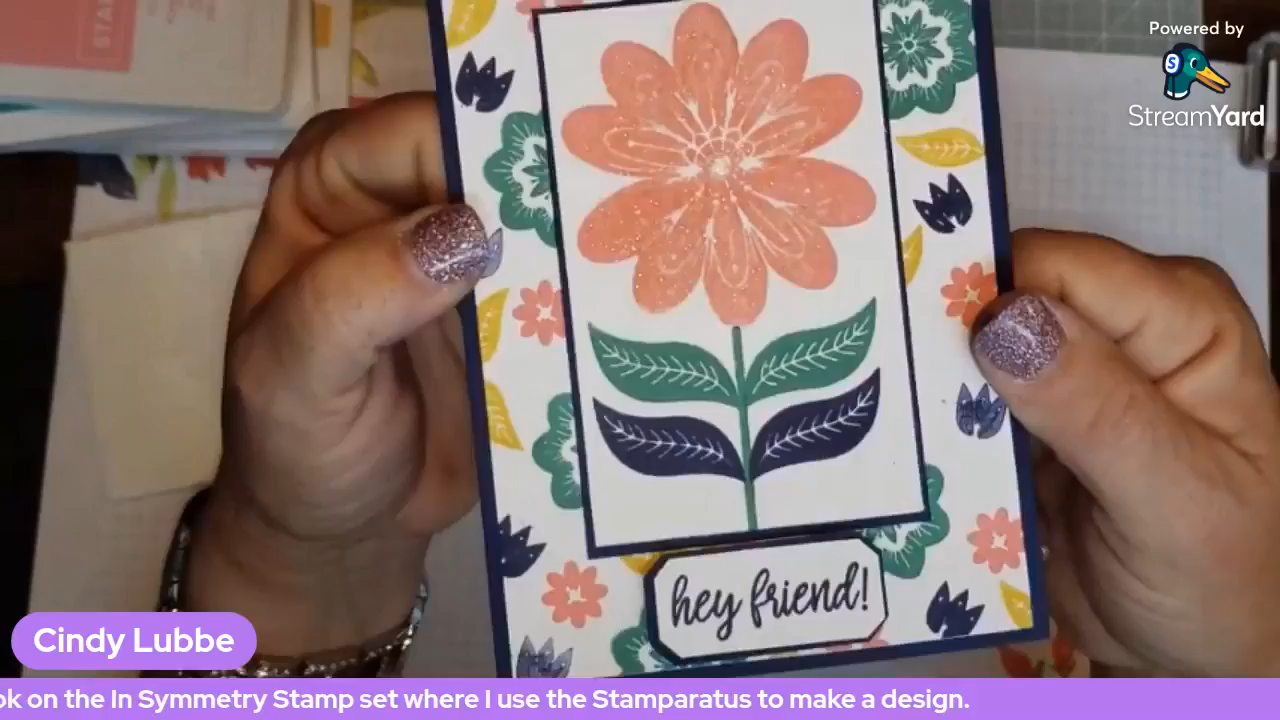 STAM
Powered by
S
StreamYard
hey friend!
Cindy Lubbe
ok on the In Symmetry Stamp set where I use the Stamparatus to make a design.